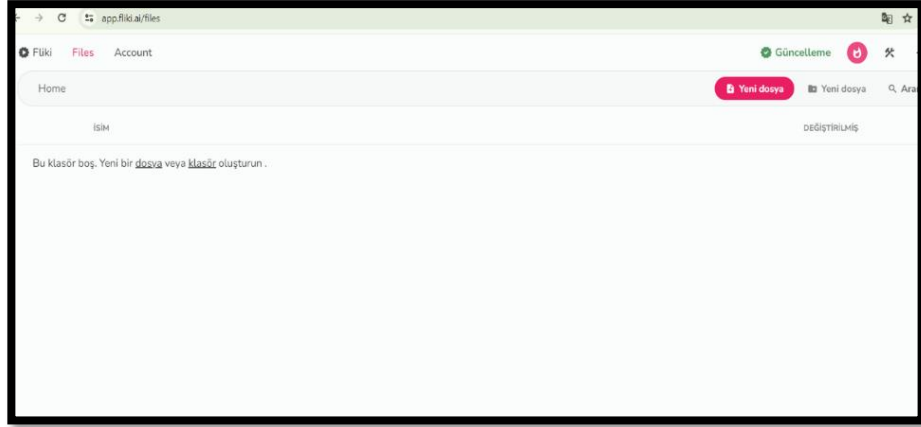 app.fliki.ai/files
Fliki Files Account Güncelleme
Home Yeni dosya Yeni dosya
İSİM DEĞİŞTİRİLMİŞ
Bu klasör boş. Yeni bir dosya veya klasör oluşturun .